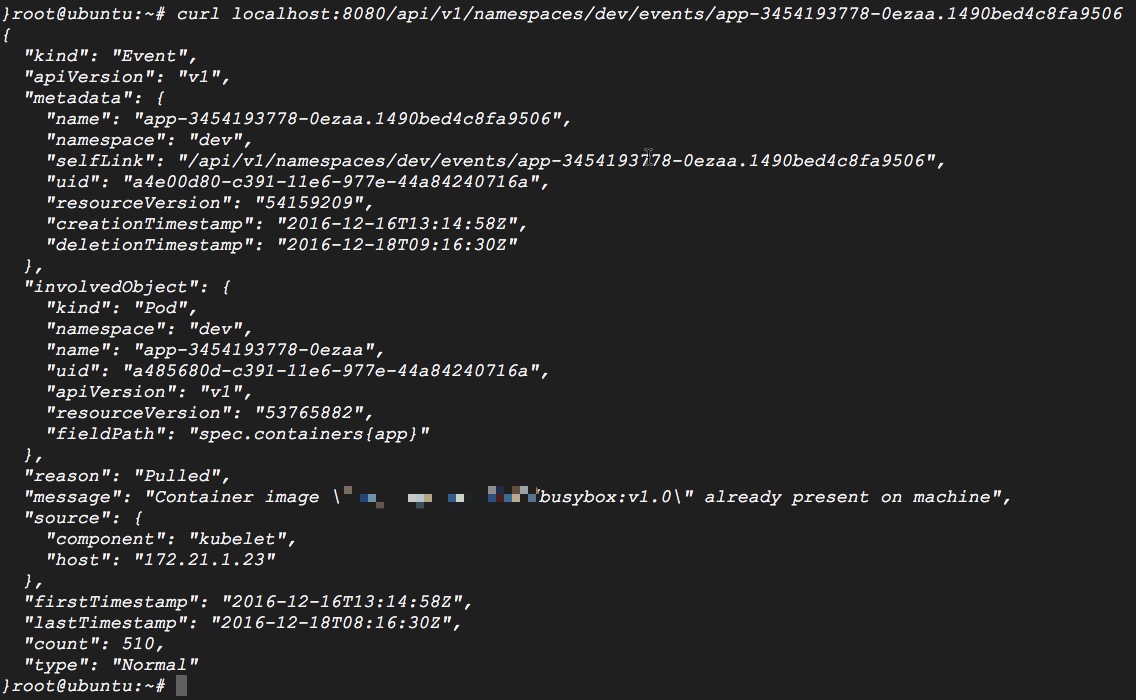 }root@ubuntu:~# curl localhost:8080/api/v1/namespaces/dev/events/app-3454193778-0ezaa.1490bed4c8fa9506
{
  "kind": "Event",
  "apiVersion": "v1",
  "metadata": {
    "name": "app-3454193778-0ezaa.1490bed4c8fa9506",
    "namespace": "dev",
    "selfLink": "/api/v1/namespaces/dev/events/app-3454193778-0ezaa.1490bed4c8fa9506",
    "uid": "a4e00d80-c391-11e6-977e-44a84240716a",
    "resourceVersion": "54159209",
    "creationTimestamp": "2016-12-16T13:14:58Z",
    "deletionTimestamp": "2016-12-18T09:16:30Z"
  },
  "involvedObject": {
    "kind": "Pod",
    "namespace": "dev",
    "name": "app-3454193778-0ezaa",
    "uid": "a485680d-c391-11e6-977e-44a84240716a",
    "apiVersion": "v1",
    "resourceVersion": "53765882",
    "fieldPath": "spec.containers{app}"
  },
  "reason": "Pulled",
  "message": "Container image \ busybox:v1.0\" already present on machine",
  "source": {
    "component": "kubelet",
    "host": "172.21.1.23"
  },
  "firstTimestamp": "2016-12-16T13:14:58Z",
  "lastTimestamp": "2016-12-18T08:16:30Z",
  "count": 510,
  "type": "Normal"
}root@ubuntu:~#